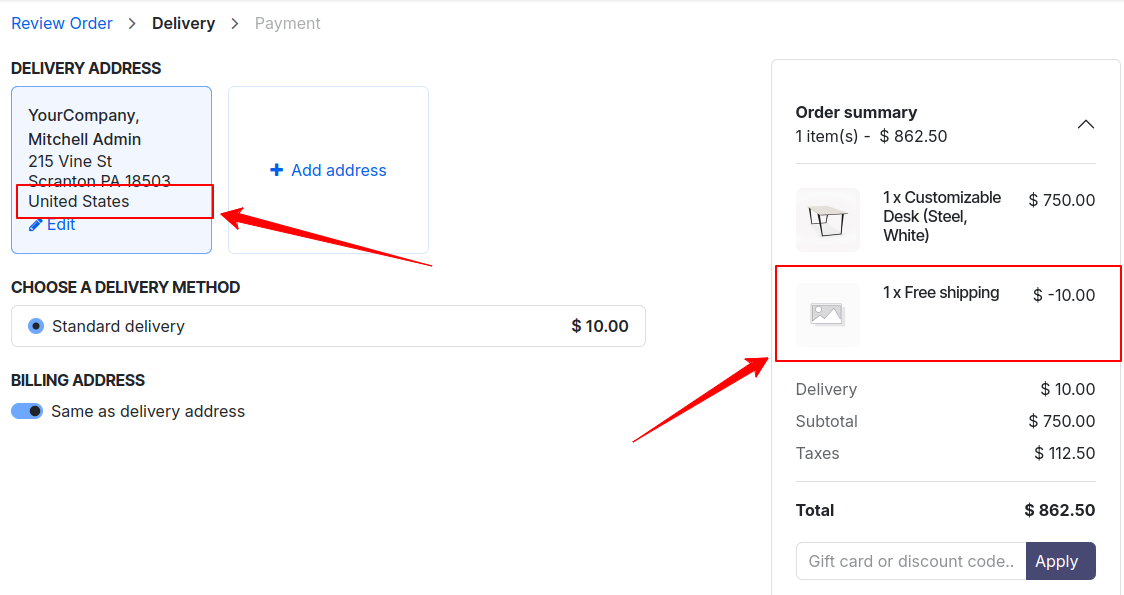 Review Order > Delivery > Payment
DELIVERY ADDRESS
YourCompany,
Mitchell Admin
215 Vine St
Scranton PA 18503
United States
Edit
+ Add address
CHOOSE A DELIVERY METHOD
Standard delivery $ 10.00
BILLING ADDRESS
Same as delivery address
Order summary
1 item(s) - $ 862.50
1 x Customizable $ 750.00
Desk (Steel,
White)
1 x Free shipping $ -10.00
Delivery $ 10.00
Subtotal $ 750.00
Taxes $ 112.50
Total $ 862.50
Gift card or discount code.. Apply